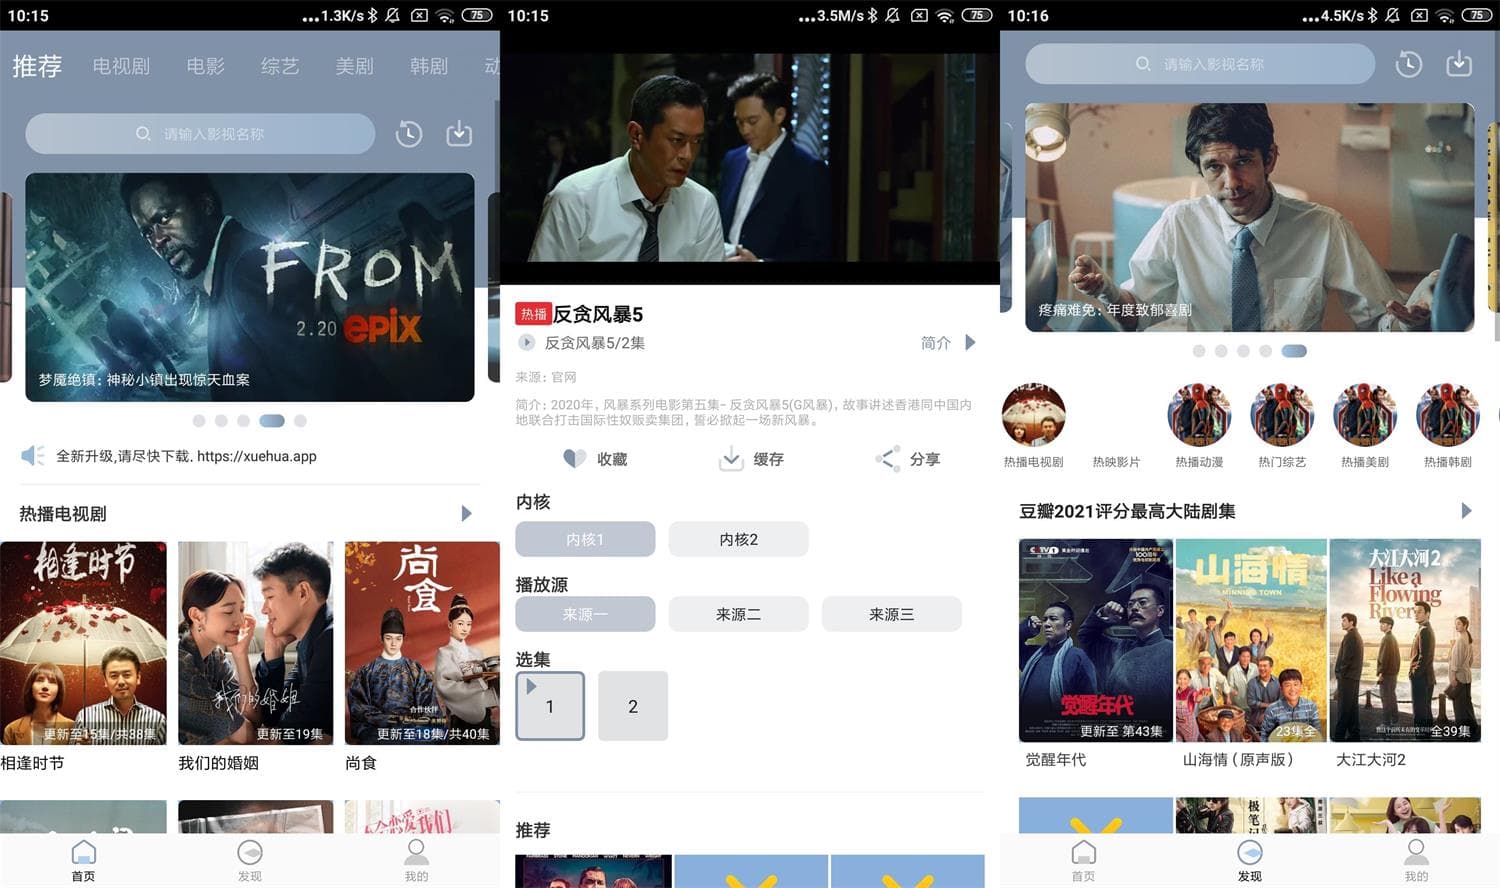 10:15
...1.3K/s
75
推荐
电视剧
电影
综艺
美剧
韩剧
动
请输入影视名称
FROM
2.20 epix
梦魇绝镇：神秘小镇出现惊天血案
全新升级,请尽快下载. https://xuehua.app
热播电视剧
相逢时节
更新至15集/共38集
我们的婚姻
更新至19集
尚食
合作伙伴
更新至18集/共40集
相逢时节
我们的婚姻
尚食
首页
发现
我的
10:15
...3.5M/s
75
热播 反贪风暴5
反贪风暴5/2集
简介
来源：官网
简介：2020年，风暴系列电影第五集- 反贪风暴5(G风暴)，故事讲述香港同中国内
地联合打击国际性奴贩卖集团，誓必掀起一场新风暴。
收藏
缓存
分享
内核
内核1
内核2
播放源
来源一
来源二
来源三
选集
1
2
推荐
10:16
...4.5K/s
75
请输入影视名称
疼痛难免：年度致郁喜剧
热播电视剧
热映影片
热播动漫
热门综艺
热播美剧
热播韩剧
豆瓣2021评分最高大陆剧集
CCTV 1
觉醒年代
更新至 第43集
山海情
MINNING TOWN
23集全
大江大河2
Like a
Flowing
River
全39集
觉醒年代
山海情（原声版）
大江大河2
极
笔
记
首页
发现
我的